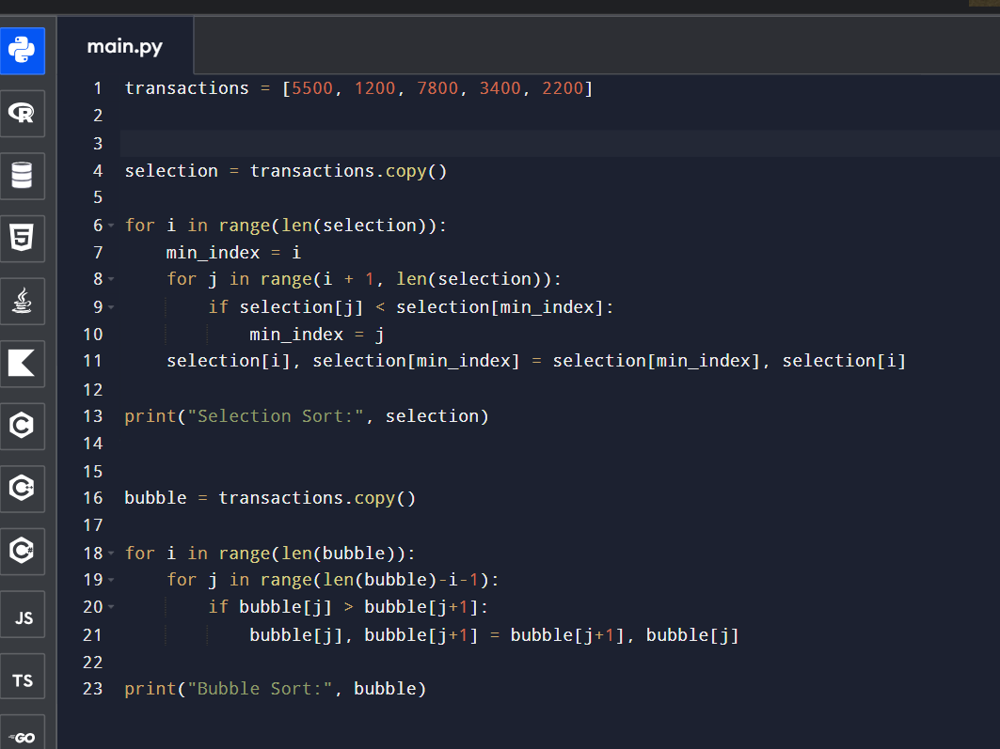 main.py
1 transactions = [5500, 1200, 7800, 3400, 2200]
2
3
4 selection = transactions.copy()
5
6 for i in range(len(selection)):
7     min_index = i
8     for j in range(i + 1, len(selection)):
9         if selection[j] < selection[min_index]:
10             min_index = j
11     selection[i], selection[min_index] = selection[min_index], selection[i]
12
13 print("Selection Sort:", selection)
14
15
16 bubble = transactions.copy()
17
18 for i in range(len(bubble)):
19     for j in range(len(bubble)-i-1):
20         if bubble[j] > bubble[j+1]:
21             bubble[j], bubble[j+1] = bubble[j+1], bubble[j]
22
23 print("Bubble Sort:", bubble)
R
5
C
C++
C#
JS
TS
GO